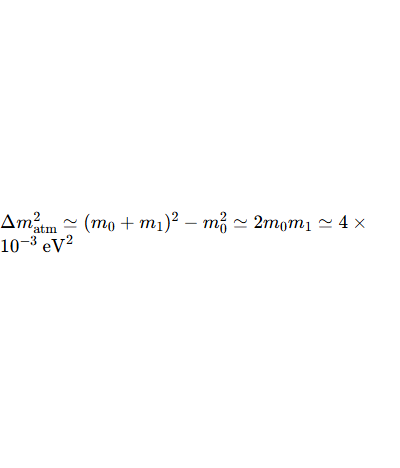 Δm²_atm ≃ (m₀ + m₁)² − m₀² ≃ 2m₀m₁ ≃ 4 ×
10⁻³ eV²